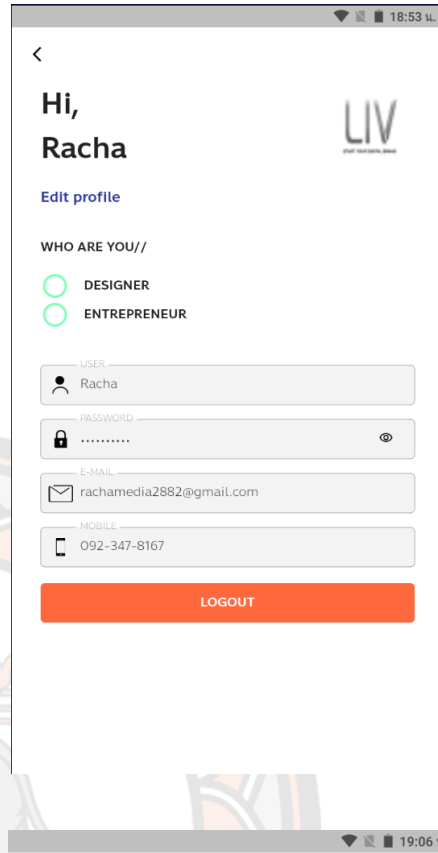 18:53 น.
Hi,
LIV
Racha
Edit profile
WHO ARE YOU//
DESIGNER
ENTREPRENEUR
USER
Racha
PASSWORD
..........
E-MAIL
rachamedia2882@gmail.com
MOBILE
092-347-8167
LOGOUT
19:06